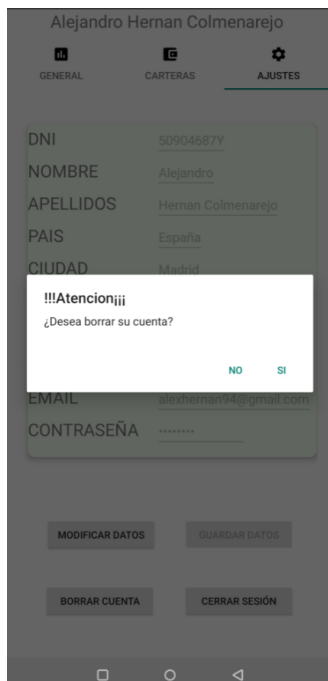 Alejandro Hernan Colmenarejo
GENERAL CARTERAS AJUSTES
DNI 50904687Y
NOMBRE Alejandro
APELLIDOS Hernan Colmenarejo
PAIS España
CIUDAD Madrid
!!!Atencion¡¡¡
¿Desea borrar su cuenta?
NO SI
EMAIL alexhernan94@gmail.com
CONTRASEÑA ········
MODIFICAR DATOS GUARDAR DATOS
BORRAR CUENTA CERRAR SESIÓN